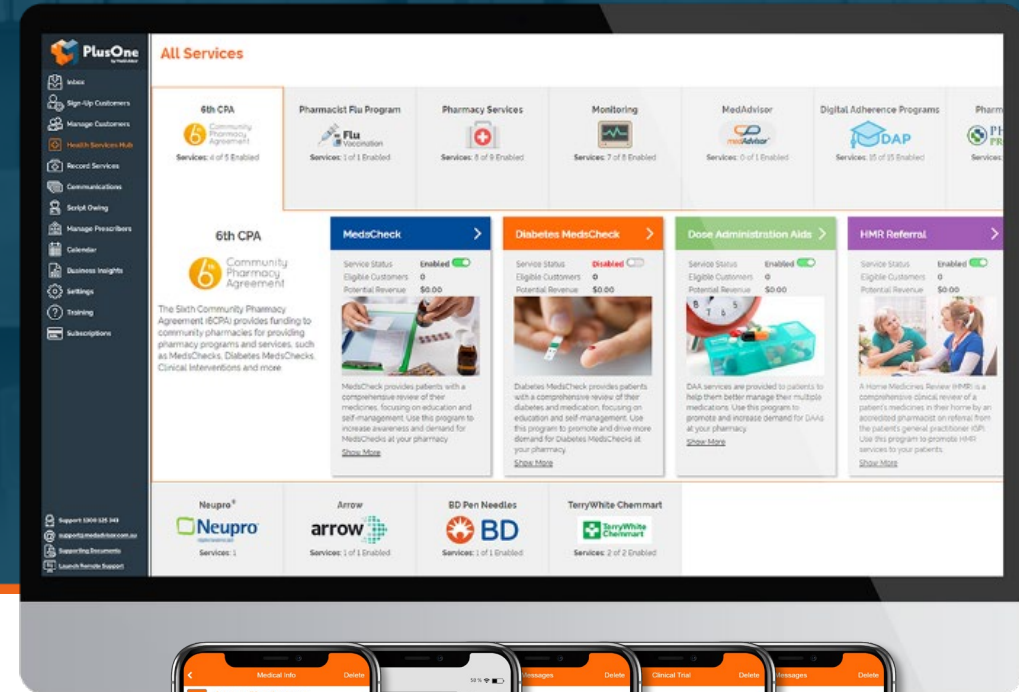 PlusOne
by MedAdvisor
Inbox
Sign-Up Customers
Manage Customers
Health Services Hub
Record Services
Communications
Script Owing
Manage Prescribers
Calendar
Business Insights
Settings
Training
Subscriptions
Support 1300 125 343
support@medadvisor.com.au
Supporting Documents
Launch Remote Support
All Services
6th CPA
6 Community
Pharmacy
Agreement
Services: 4 of 5 Enabled
Pharmacist Flu Program
Flu
Vaccination
Services: 1 of 1 Enabled
Pharmacy Services
Services: 8 of 9 Enabled
Monitoring
Services: 7 of 8 Enabled
MedAdvisor
medAdvisor
Services: 0 of 1 Enabled
Digital Adherence Programs
DAP
Services: 15 of 15 Enabled
Pharm
PH
PR
Services:
6th CPA
6 Community
Pharmacy
Agreement
The Sixth Community Pharmacy
Agreement (6CPA) provides funding to
community pharmacies for providing
pharmacy programs and services, such
as MedsChecks, Diabetes MedsChecks,
Clinical Interventions and more
MedsCheck
Service Status Enabled
Eligible Customers 0
Potential Revenue $0.00
MedsCheck provides patients with a
comprehensive review of their
medicines, focusing on education and
self-management. Use this program to
increase awareness and demand for
MedsChecks at your pharmacy
Show More
Diabetes MedsCheck
Service Status Disabled
Eligible Customers 0
Potential Revenue $0.00
Diabetes MedsCheck provides patients
with a comprehensive review of their
diabetes and medication, focusing on
education and self-management. Use
this program to promote and drive more
demand for Diabetes MedsChecks at
your pharmacy.
Show More
Dose Administration Aids
Service Status Enabled
Eligible Customers 0
Potential Revenue $0.00
8 7 6 5
DAA services are provided to patients to
help them better manage their multiple
medications. Use this program to
promote and increase demand for DAAs
at your pharmacy.
Show More
HMR Referral
Service Status Enabled
Eligible Customers 0
Potential Revenue $0.00
A Home Medicines Review (HMR) is a
comprehensive clinical review of a
patient's medicines in their home by an
accredited pharmacist on referral from
the patients general practitioner (GP).
Use this program to promote HMR
services to your patients.
Show More
Neupro®
Neupro
Services: 1
Arrow
arrow
Services: 1 of 1 Enabled
BD Pen Needles
BD
Services: 1 of 1 Enabled
TerryWhite Chemmart
TerryWhite
Chemmart
Services: 2 of 2 Enabled
Medical Info Delete
50%
Messages Delete
Clinical Trial Delete
Messages Delete